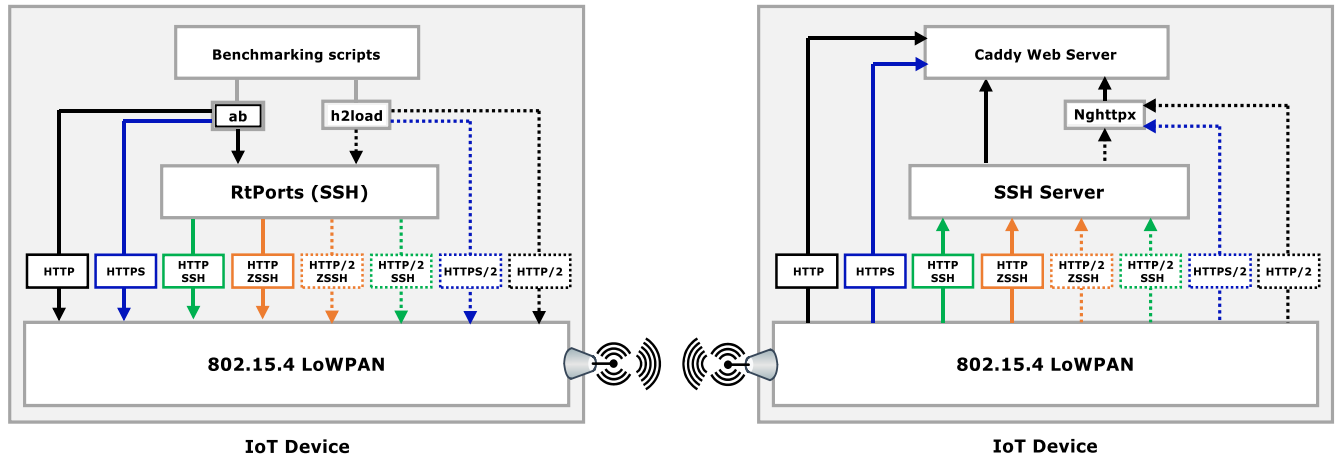 Benchmarking scripts
ab
h2load
RtPorts (SSH)
HTTP
HTTPS
HTTP
SSH
HTTP
ZSSH
HTTP/2
ZSSH
HTTP/2
SSH
HTTPS/2
HTTP/2
802.15.4 LoWPAN
IoT Device
Caddy Web Server
Nghttpx
SSH Server
HTTP
HTTPS
HTTP
SSH
HTTP
ZSSH
HTTP/2
ZSSH
HTTP/2
SSH
HTTPS/2
HTTP/2
802.15.4 LoWPAN
IoT Device